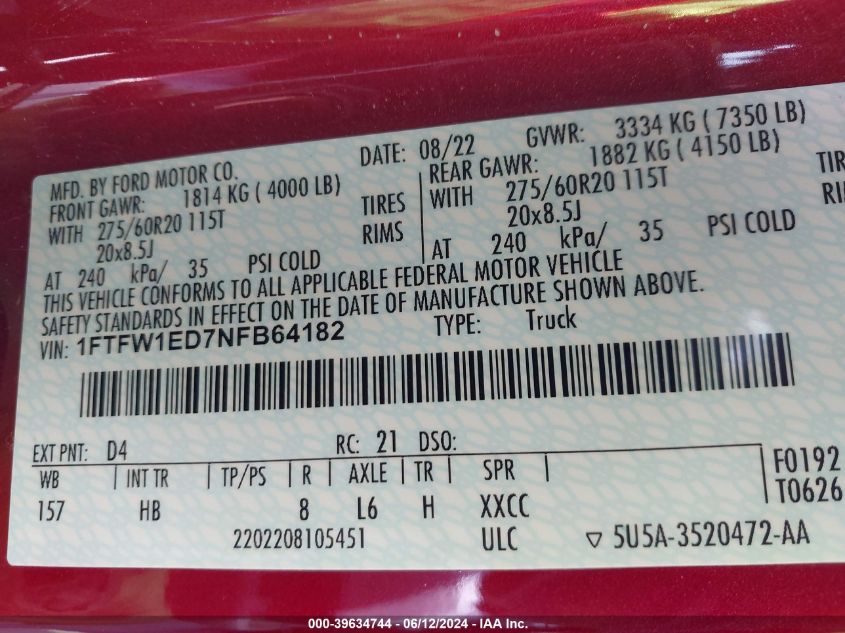 MFD. BY FORD MOTOR CO.
DATE: 08/22
GVWR: 3334 KG ( 7350 LB)
FRONT GAWR: 1814 KG ( 4000 LB)
REAR GAWR: 1882 KG ( 4150 LB)
WITH 275/60R20 115T TIRES
WITH 275/60R20 115T
20x8.5J RIMS
20x8.5J
AT 240 kPa/ 35 PSI COLD
AT 240 kPa/ 35 PSI COLD
THIS VEHICLE CONFORMS TO ALL APPLICABLE FEDERAL MOTOR VEHICLE
SAFETY STANDARDS IN EFFECT ON THE DATE OF MANUFACTURE SHOWN ABOVE.
VIN: 1FTFW1ED7NFB64182 TYPE: Truck
EXT PNT: D4 RC: 21 DSO:
WB INT TR TP/PS R AXLE TR SPR
157 HB 8 L6 H XXCC
F0192
T0626
2202208105451 ULC ▽ 5U5A-3520472-AA
000-39634744 - 06/12/2024 - IAA Inc.